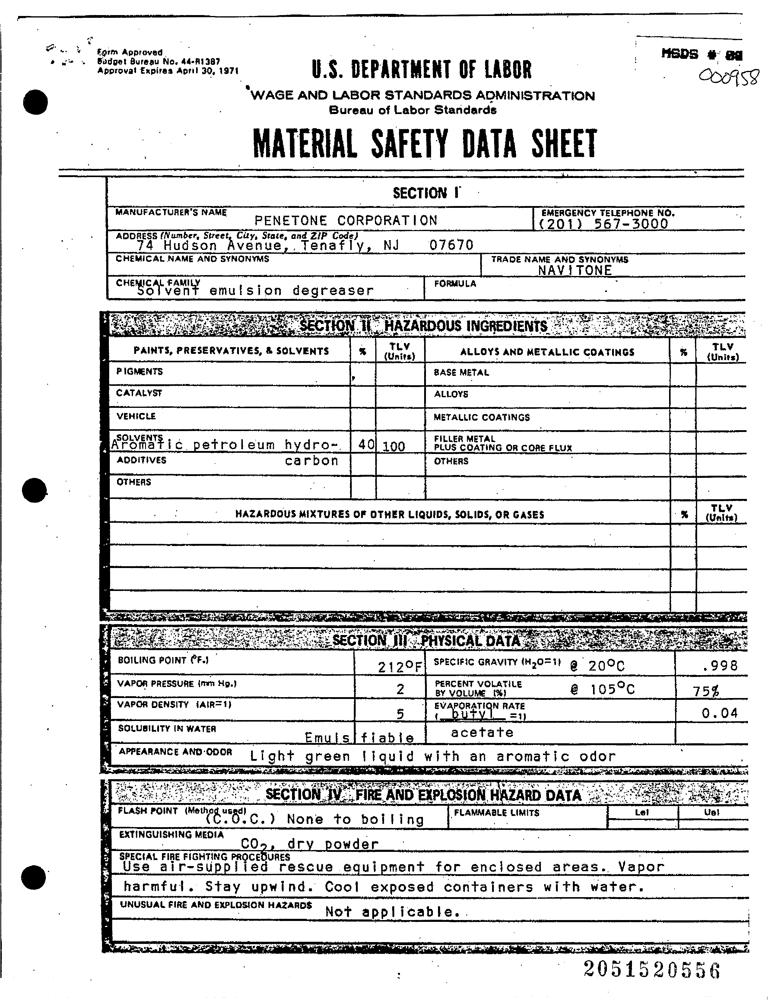 Form Approved
Budget Bureau No. 44-R1387
Approval Expires April 30, 1971
MSDS #
000958
U.S. DEPARTMENT OF LABOR
WAGE AND LABOR STANDARDS ADMINISTRATION
Bureau of Labor Standards
MATERIAL SAFETY DATA SHEET
SECTION I
MANUFACTURER'S NAME PENETONE CORPORATION
EMERGENCY TELEPHONE NO. (201) 567-3000
ADDRESS (Number, Street, City, State, and ZIP Code)
74 Hudson Avenue, Tenafly, NJ 07670
CHEMICAL NAME AND SYNONYMS
TRADE NAME AND SYNONYMS
NAVITONE
CHEMICAL FAMILY
Solvent emulsion degreaser
FORMULA
SECTION II HAZARDOUS INGREDIENTS
PAINTS, PRESERVATIVES, & SOLVENTS % TLV (Units) ALLOYS AND METALLIC COATINGS % TLV (Units)
PIGMENTS BASE METAL
CATALYST ALLOYS
VEHICLE METALLIC COATINGS
SOLVENTS
Aromatic petroleum hydro- 40 100
FILLER METAL
PLUS COATING OR CORE FLUX
ADDITIVES carbon OTHERS
OTHERS
HAZARDOUS MIXTURES OF OTHER LIQUIDS, SOLIDS, OR GASES % TLV (Units)
SECTION III PHYSICAL DATA
BOILING POINT (°F.) 212°F SPECIFIC GRAVITY (H2O=1) @ 20°C .998
VAPOR PRESSURE (mm Hg.) 2 PERCENT VOLATILE BY VOLUME (%) @ 105°C 75%
VAPOR DENSITY (AIR=1) 5 EVAPORATION RATE ( butyl =1) 0.04
SOLUBILITY IN WATER Emulsifiable acetate
APPEARANCE AND ODOR Light green liquid with an aromatic odor
SECTION IV FIRE AND EXPLOSION HAZARD DATA
FLASH POINT (Method used) (C.O.C.) None to boiling FLAMMABLE LIMITS Lel Uel
EXTINGUISHING MEDIA
CO2, dry powder
SPECIAL FIRE FIGHTING PROCEDURES
Use air-supplied rescue equipment for enclosed areas. Vapor
harmful. Stay upwind. Cool exposed containers with water.
UNUSUAL FIRE AND EXPLOSION HAZARDS Not applicable.
2051520556